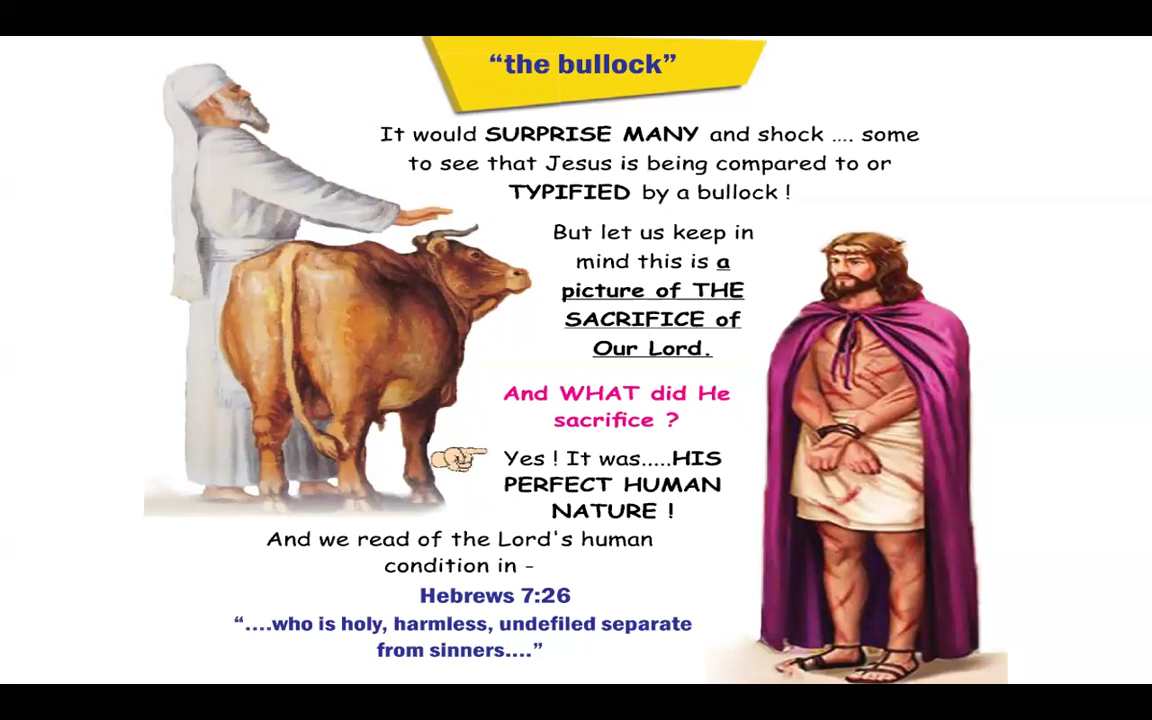 “the bullock”
It would SURPRISE MANY and shock .... some
to see that Jesus is being compared to or
TYPIFIED by a bullock !
But let us keep in
mind this is a
picture of THE
SACRIFICE of
Our Lord.
And WHAT did He
sacrifice ?
Yes ! It was.....HIS
PERFECT HUMAN
NATURE !
And we read of the Lord's human
condition in -
Hebrews 7:26
“....who is holy, harmless, undefiled separate
from sinners....”